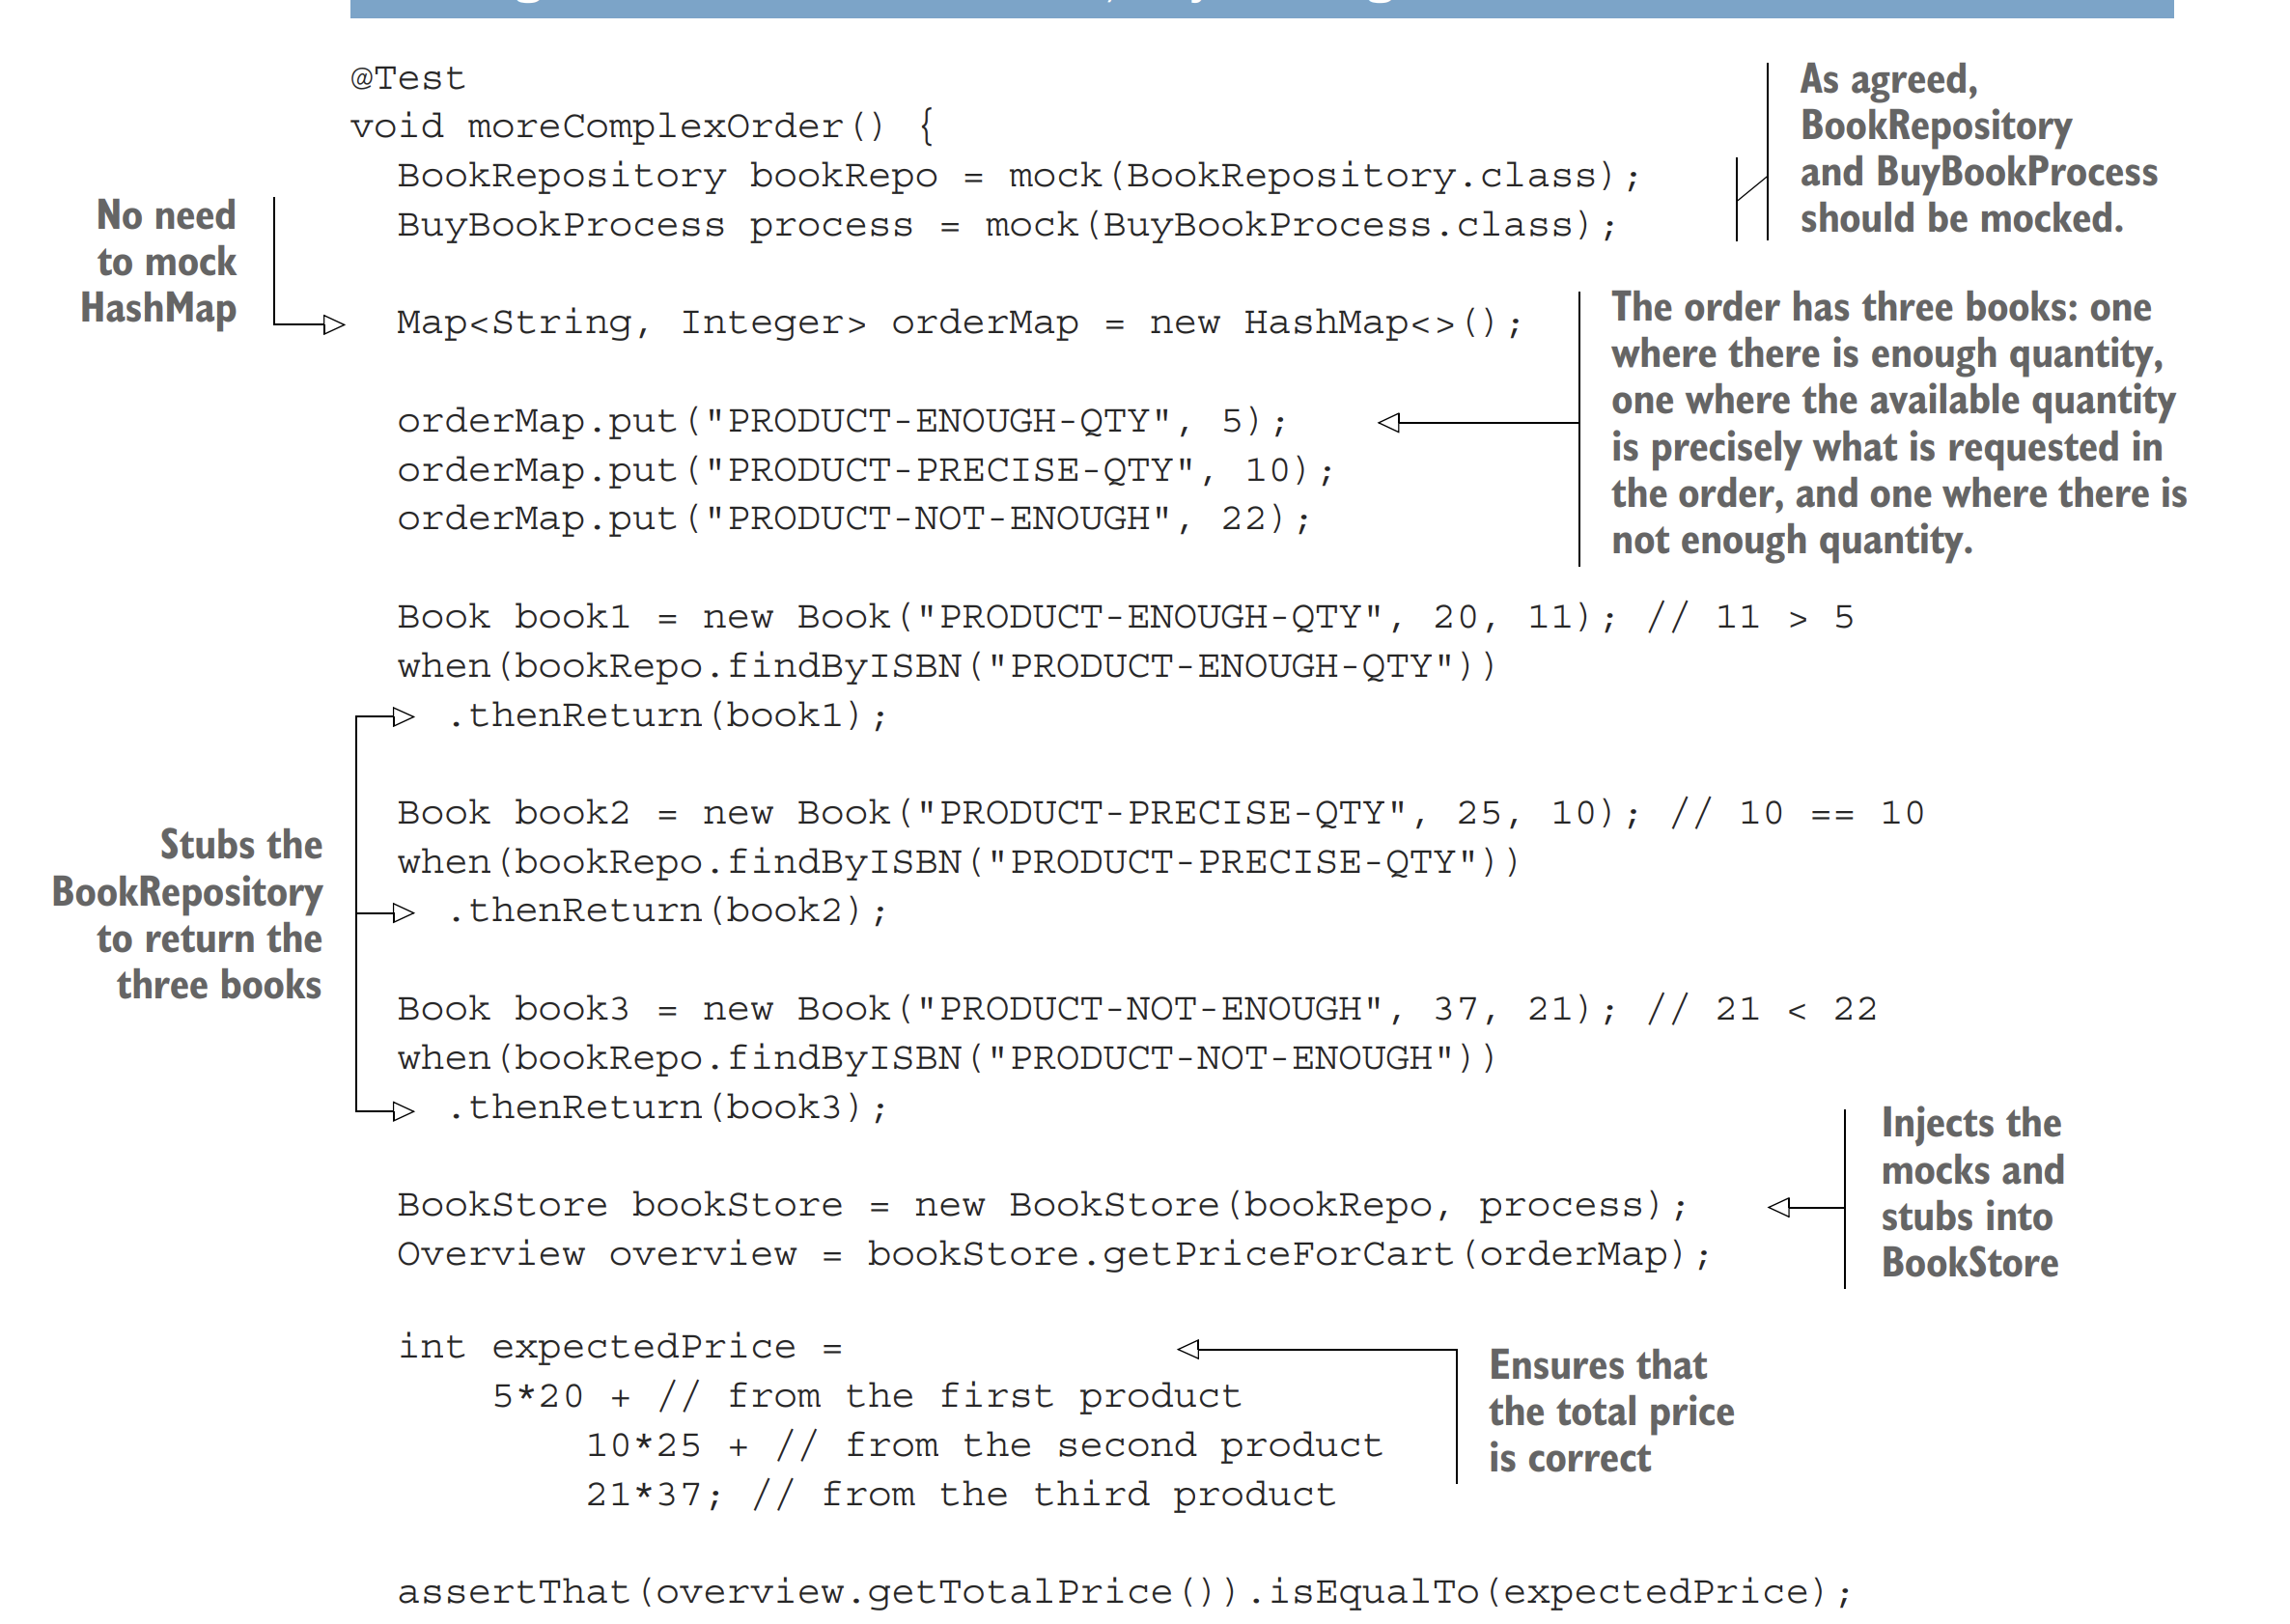 @Test
void moreComplexOrder() {
BookRepository bookRepo = mock(BookRepository.class);
BuyBookProcess process = mock(BuyBookProcess.class);
As agreed,
BookRepository
and BuyBookProcess
should be mocked.
No need
to mock
HashMap
Map<String, Integer> orderMap = new HashMap<>();
orderMap.put("PRODUCT-ENOUGH-QTY", 5);
orderMap.put("PRODUCT-PRECISE-QTY", 10);
orderMap.put("PRODUCT-NOT-ENOUGH", 22);
The order has three books: one
where there is enough quantity,
one where the available quantity
is precisely what is requested in
the order, and one where there is
not enough quantity.
Book book1 = new Book("PRODUCT-ENOUGH-QTY", 20, 11); // 11 > 5
when(bookRepo.findByISBN("PRODUCT-ENOUGH-QTY"))
.thenReturn(book1);
Book book2 = new Book("PRODUCT-PRECISE-QTY", 25, 10); // 10 == 10
when(bookRepo.findByISBN("PRODUCT-PRECISE-QTY"))
.thenReturn(book2);
Stubs the
BookRepository
to return the
three books
Book book3 = new Book("PRODUCT-NOT-ENOUGH", 37, 21); // 21 < 22
when(bookRepo.findByISBN("PRODUCT-NOT-ENOUGH"))
.thenReturn(book3);
BookStore bookStore = new BookStore(bookRepo, process);
Overview overview = bookStore.getPriceForCart(orderMap);
Injects the
mocks and
stubs into
BookStore
int expectedPrice =
5*20 + // from the first product
10*25 + // from the second product
21*37; // from the third product
Ensures that
the total price
is correct
assertThat(overview.getTotalPrice()).isEqualTo(expectedPrice);